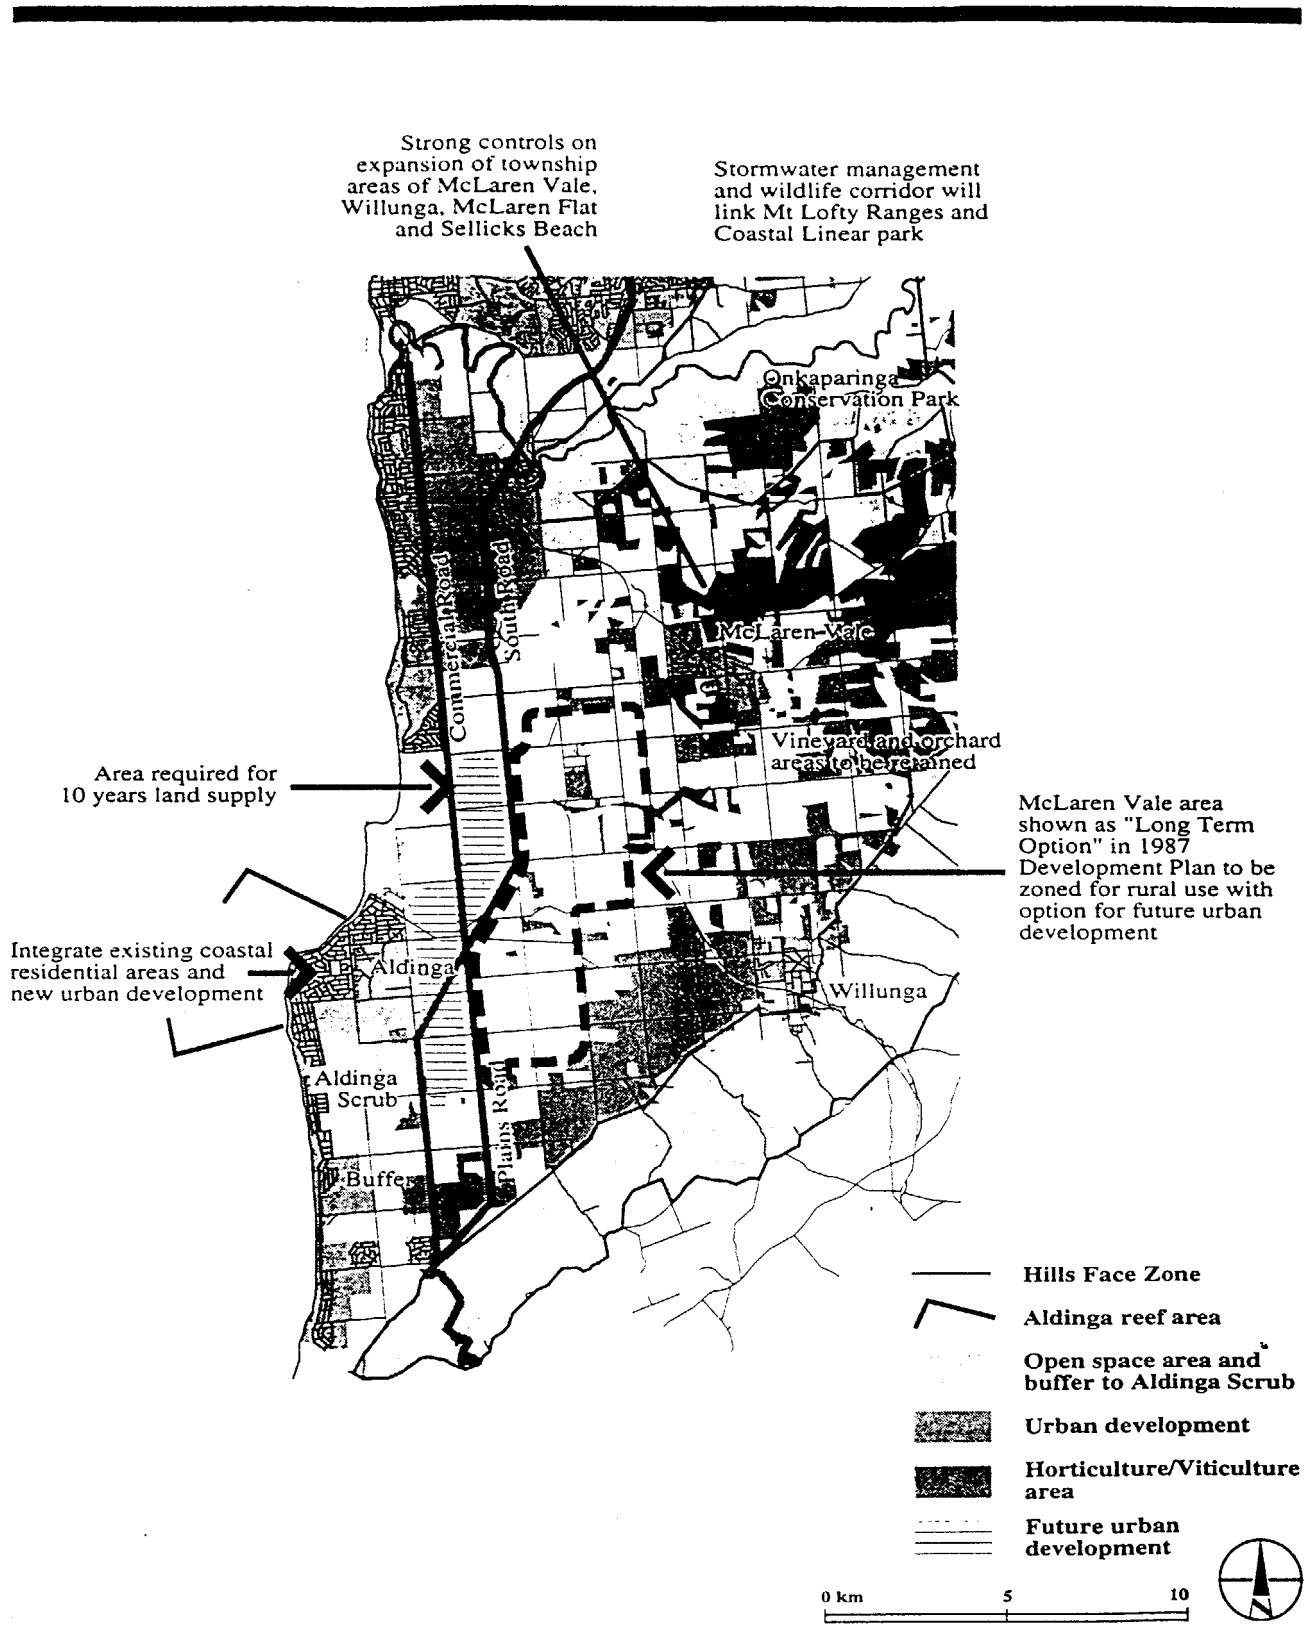 Strong controls on
expansion of township
areas of McLaren Vale,
Willunga, McLaren Flat
and Sellicks Beach
Stormwater management
and wildlife corridor will
link Mt Lofty Ranges and
Coastal Linear park
Onkaparinga
Conservation Park
Commercial Road
South Road
McLaren Vale
Vineyard and orchard
areas to be retained
Area required for
10 years land supply
McLaren Vale area
shown as "Long Term
Option" in 1987
Development Plan to be
zoned for rural use with
option for future urban
development
Integrate existing coastal
residential areas and
new urban development
Aldinga
Willunga
Aldinga
Scrub
Plains Road
Buffer
Hills Face Zone
Aldinga reef area
Open space area and
buffer to Aldinga Scrub
Urban development
Horticulture/Viticulture
area
Future urban
development
0 km 5 10
N